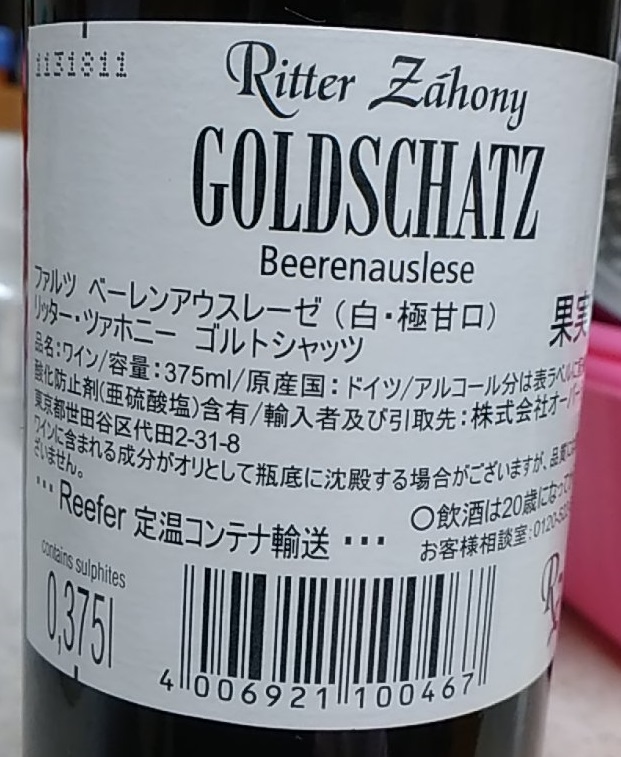 1131811
Ritter Záhony
GOLDSCHATZ
Beerenauslese
ファルツ ベーレンアウスレーゼ(白・極甘口)
リッター・ツァホニー ゴルトシャッツ
果実
品名:ワイン/容量:375ml/原産国:ドイツ/アルコール分は表ラベルに
酸化防止剤(亜硫酸塩)含有/輸入者及び引取先:株式会社オーバー
東京都世田谷区代田2-31-8
ワインに含まれる成分がオリとして瓶底に沈殿する場合がございますが、品質に
ざいません。
○飲酒は20歳になって
… Reefer 定温コンテナ輸送 …
お客様相談室:0120-
contains sulphites
0,375l
4 006921 100467